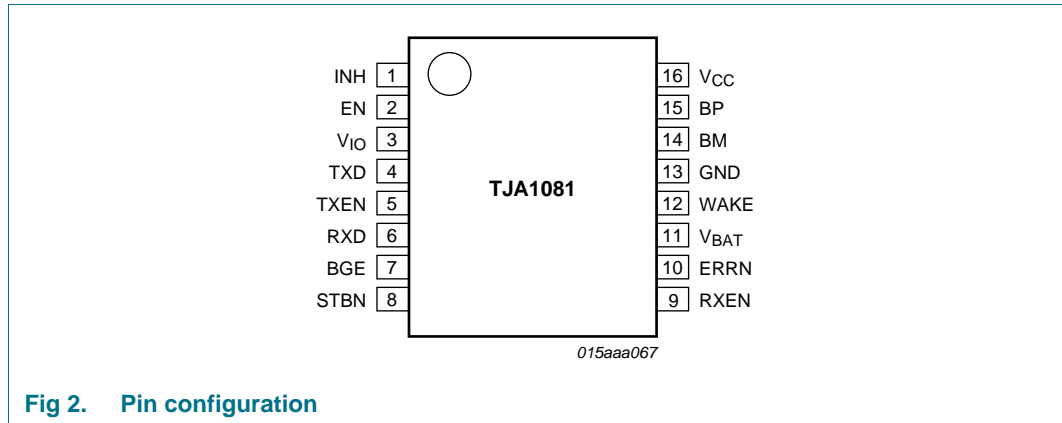 INH 1 16 VCC
EN 2 15 BP
VIO 3 14 BM
TXD 4 13 GND
TJA1081
TXEN 5 12 WAKE
RXD 6 11 VBAT
BGE 7 10 ERRN
STBN 8 9 RXEN
015aaa067
Fig 2. Pin configuration